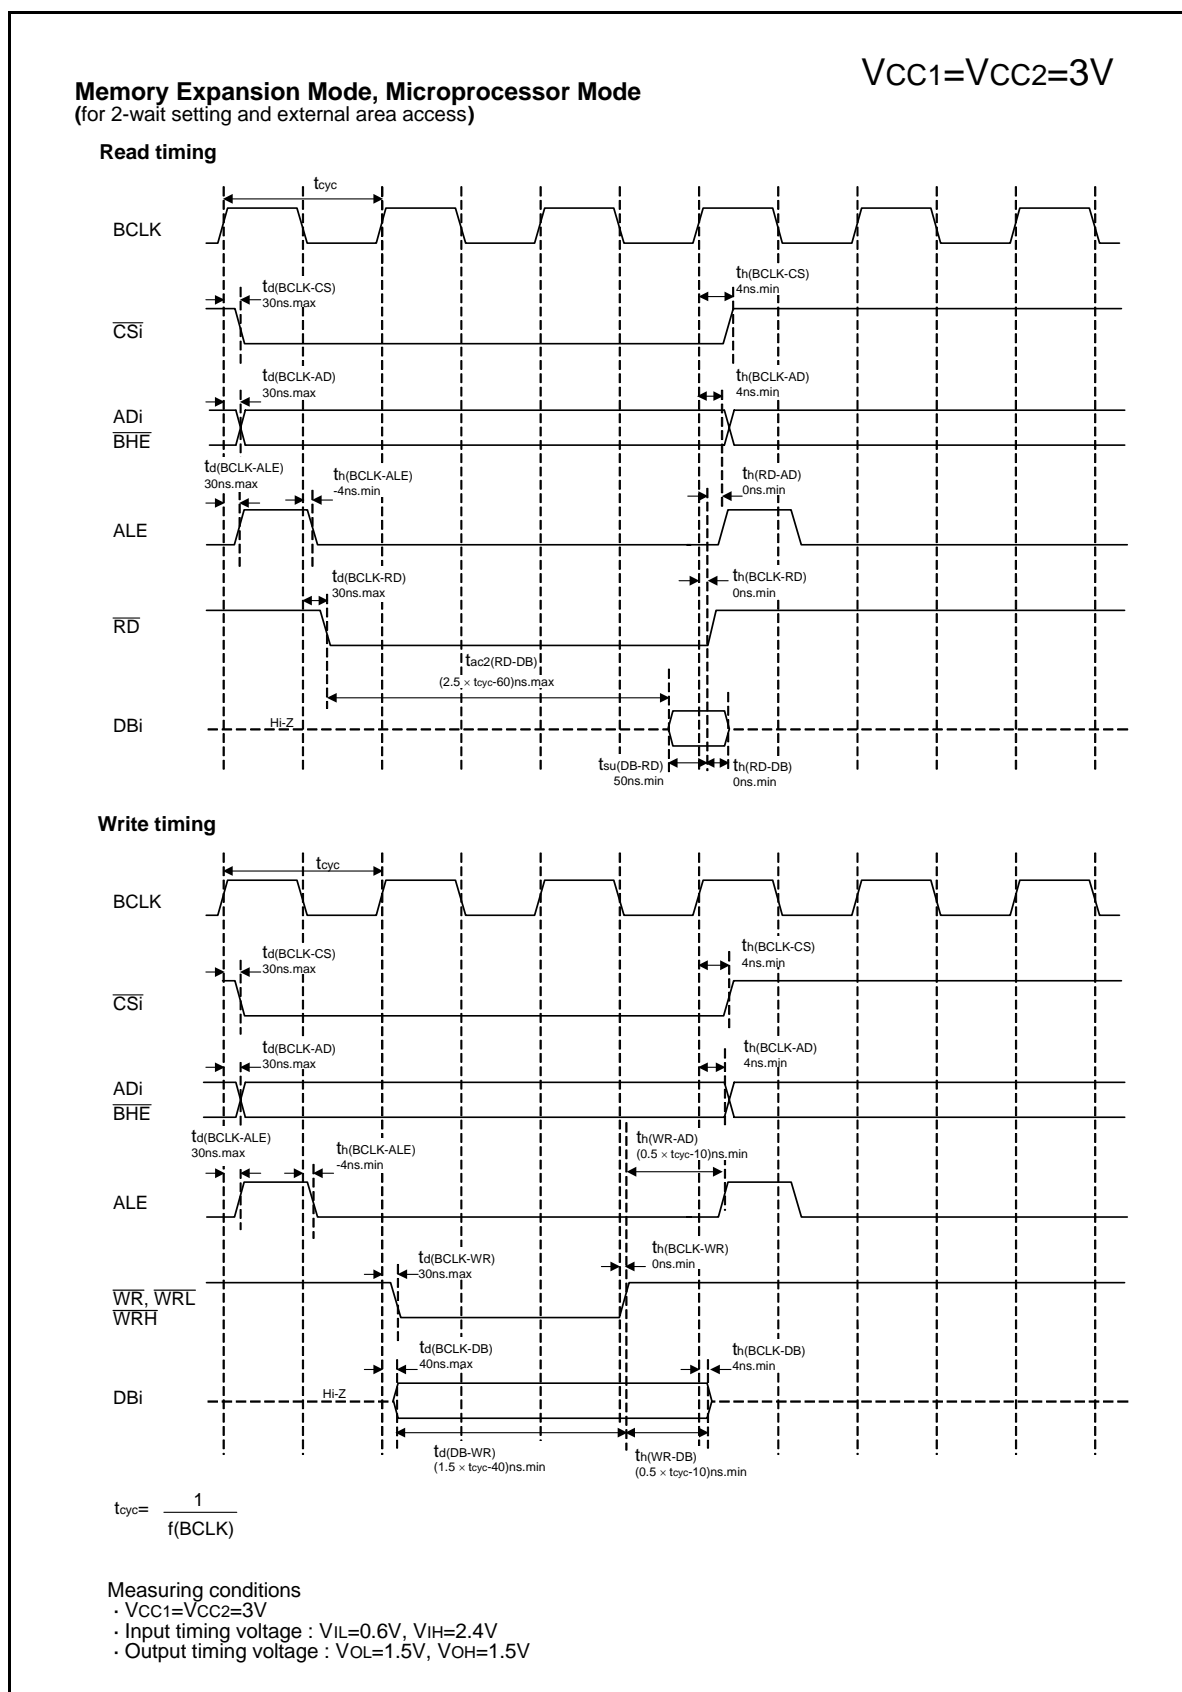 VCC1=VCC2=3V
Memory Expansion Mode, Microprocessor Mode
(for 2-wait setting and external area access)
Read timing
tcyc
BCLK
td(BCLK-CS)
30ns.max
th(BCLK-CS)
4ns.min
CSi
td(BCLK-AD)
30ns.max
th(BCLK-AD)
4ns.min
ADi
BHE
td(BCLK-ALE)
30ns.max
th(BCLK-ALE)
-4ns.min
th(RD-AD)
0ns.min
ALE
td(BCLK-RD)
30ns.max
th(BCLK-RD)
0ns.min
RD
tac2(RD-DB)
(2.5 × tcyc-60)ns.max
DBi
Hi-Z
tsu(DB-RD)
50ns.min
th(RD-DB)
0ns.min
Write timing
tcyc
BCLK
td(BCLK-CS)
30ns.max
th(BCLK-CS)
4ns.min
CSi
td(BCLK-AD)
30ns.max
th(BCLK-AD)
4ns.min
ADi
BHE
td(BCLK-ALE)
30ns.max
th(BCLK-ALE)
-4ns.min
th(WR-AD)
(0.5 × tcyc-10)ns.min
ALE
td(BCLK-WR)
30ns.max
th(BCLK-WR)
0ns.min
WR, WRL
WRH
td(BCLK-DB)
40ns.max
th(BCLK-DB)
4ns.min
DBi
Hi-Z
td(DB-WR)
(1.5 × tcyc-40)ns.min
th(WR-DB)
(0.5 × tcyc-10)ns.min
tcyc= 1
f(BCLK)
Measuring conditions
· VCC1=VCC2=3V
· Input timing voltage : VIL=0.6V, VIH=2.4V
· Output timing voltage : VOL=1.5V, VOH=1.5V